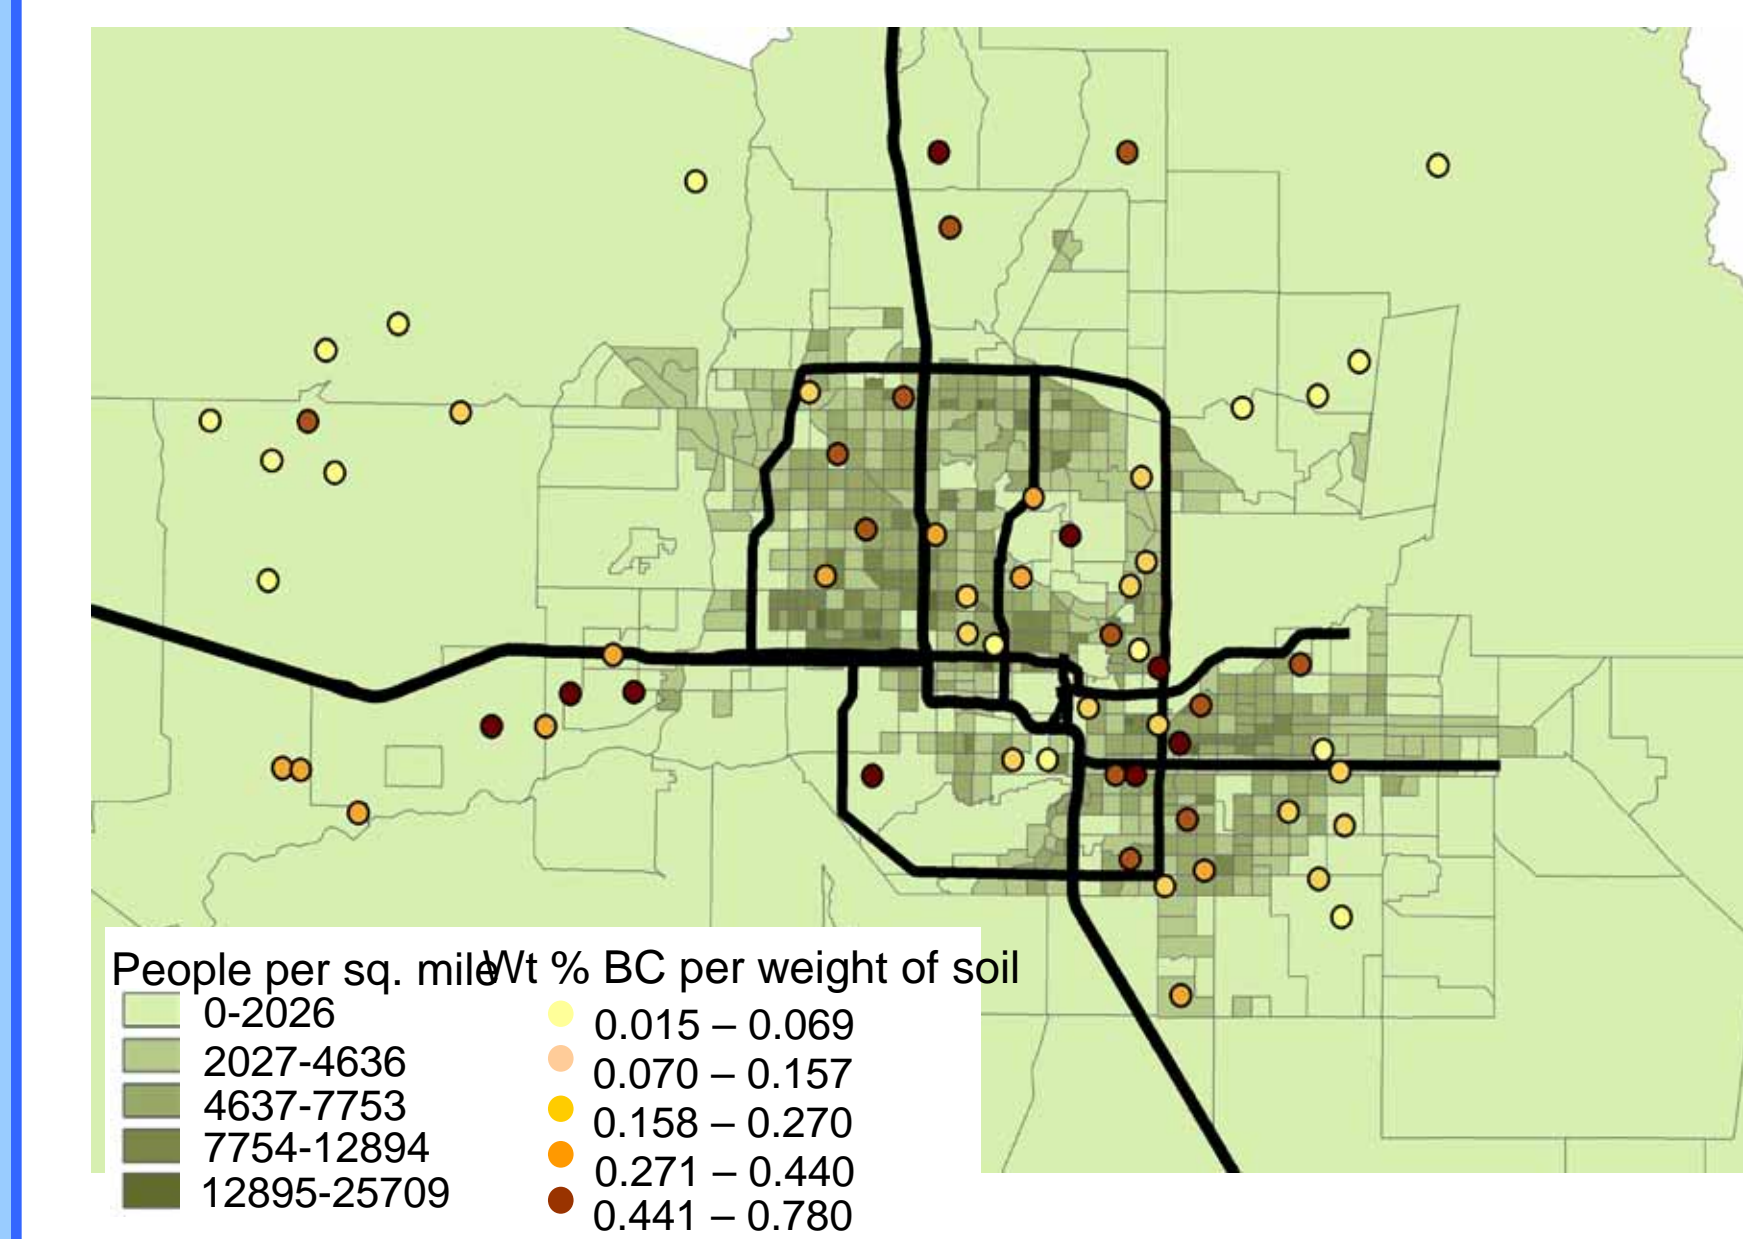 People per sq. mile
0-2026
2027-4636
4637-7753
7754-12894
12895-25709
Wt % BC per weight of soil
0.015 – 0.069
0.070 – 0.157
0.158 – 0.270
0.271 – 0.440
0.441 – 0.780